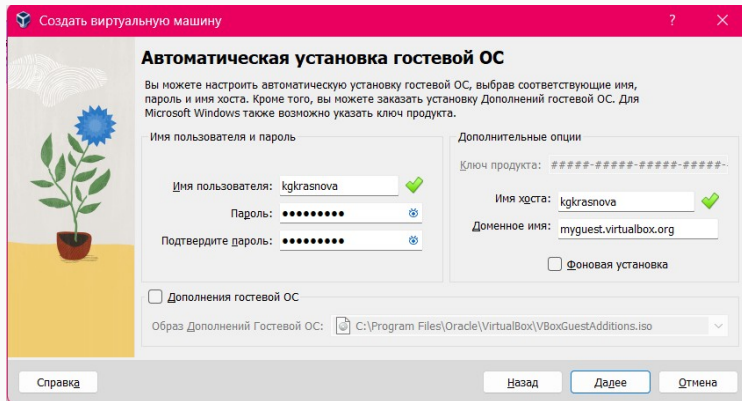 Создать виртуальную машину
?
Автоматическая установка гостевой ОС
Вы можете настроить автоматическую установку гостевой ОС, выбрав соответствующие имя,
пароль и имя хоста. Кроме того, вы можете заказать установку Дополнений гостевой ОС. Для
Microsoft Windows также возможно указать ключ продукта.
Имя пользователя и пароль
Имя пользователя: kgkrasnova
Пароль: •••••••••
Подтвердите пароль: •••••••••
Дополнительные опции
Ключ продукта: #####-#####-#####-#####-
Имя хоста: kgkrasnova
Доменное имя: myguest.virtualbox.org
Фоновая установка
Дополнения гостевой ОС
Образ Дополнений Гостевой ОС: C:\Program Files\Oracle\VirtualBox\VBoxGuestAdditions.iso
Справка
Назад
Далее
Отмена